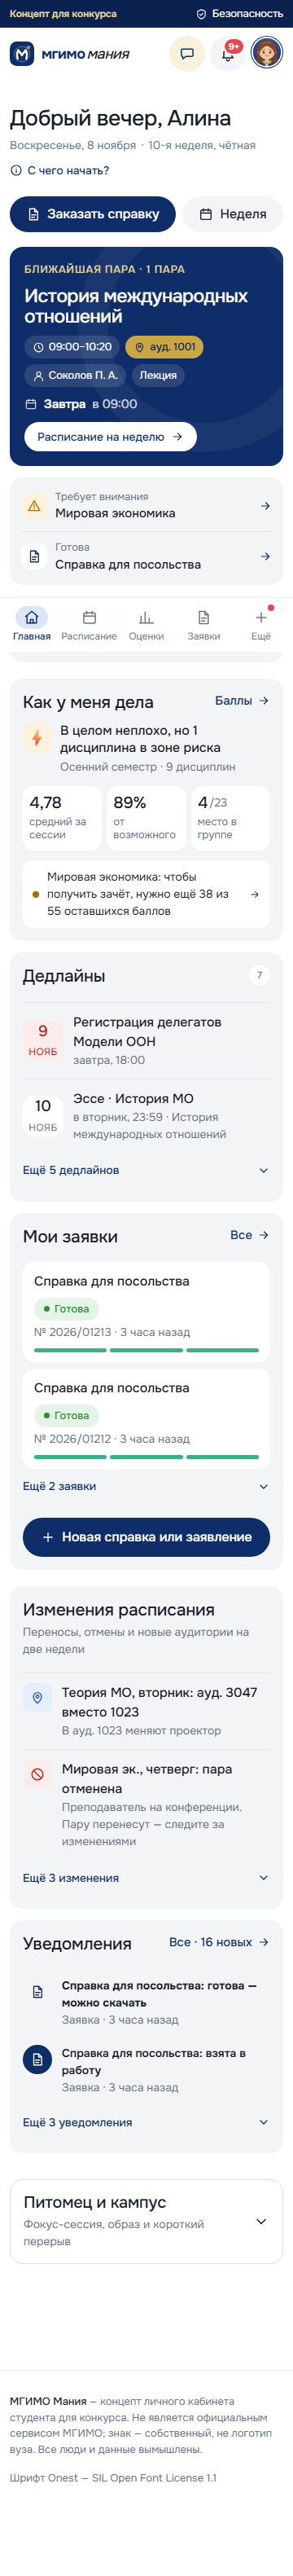 Концепт для конкурса
Безопасность
М
МГИМО МАНИЯ
9+
Добрый вечер, Алина
Воскресенье, 8 ноября · 10-я неделя, чётная
С чего начать?
Заказать справку
Неделя
БЛИЖАЙШАЯ ПАРА · 1 ПАРА
История международных
отношений
09:00–10:20
ауд. 1001
Соколов П. А.
Лекция
Завтра в 09:00
Расписание на неделю →
Требует внимания
Мировая экономика
→
Готова
Справка для посольства
→
Главная
Расписание
Оценки
Заявки
Ещё
Как у меня дела
Баллы →
В целом неплохо, но 1
дисциплина в зоне риска
Осенний семестр · 9 дисциплин
4,78
средний за
сессии
89%
от
возможного
4/23
место в
группе
Мировая экономика: чтобы
получить зачёт, нужно ещё 38 из
55 оставшихся баллов
→
Дедлайны
7
9
НОЯБ
Регистрация делегатов
Модели ООН
завтра, 18:00
10
НОЯБ
Эссе · История МО
в вторник, 23:59 · История
международных отношений
Ещё 5 дедлайнов
Мои заявки
Все →
Справка для посольства
Готова
№ 2026/01213 · 3 часа назад
Справка для посольства
Готова
№ 2026/01212 · 3 часа назад
Ещё 2 заявки
+ Новая справка или заявление
Изменения расписания
Переносы, отмены и новые аудитории на
две недели
Теория МО, вторник: ауд. 3047
вместо 1023
В ауд. 1023 меняют проектор
Мировая эк., четверг: пара
отменена
Преподаватель на конференции.
Пару перенесут — следите за
изменениями
Ещё 3 изменения
Уведомления
Все · 16 новых →
Справка для посольства: готова —
можно скачать
Заявка · 3 часа назад
Справка для посольства: взята в
работу
Заявка · 3 часа назад
Ещё 3 уведомления
Питомец и кампус
Фокус-сессия, образ и короткий
перерыв
МГИМО Мания — концепт личного кабинета
студента для конкурса. Не является официальным
сервисом МГИМО; знак — собственный, не логотип
вуза. Все люди и данные вымышлены.
Шрифт Onest — SIL Open Font License 1.1